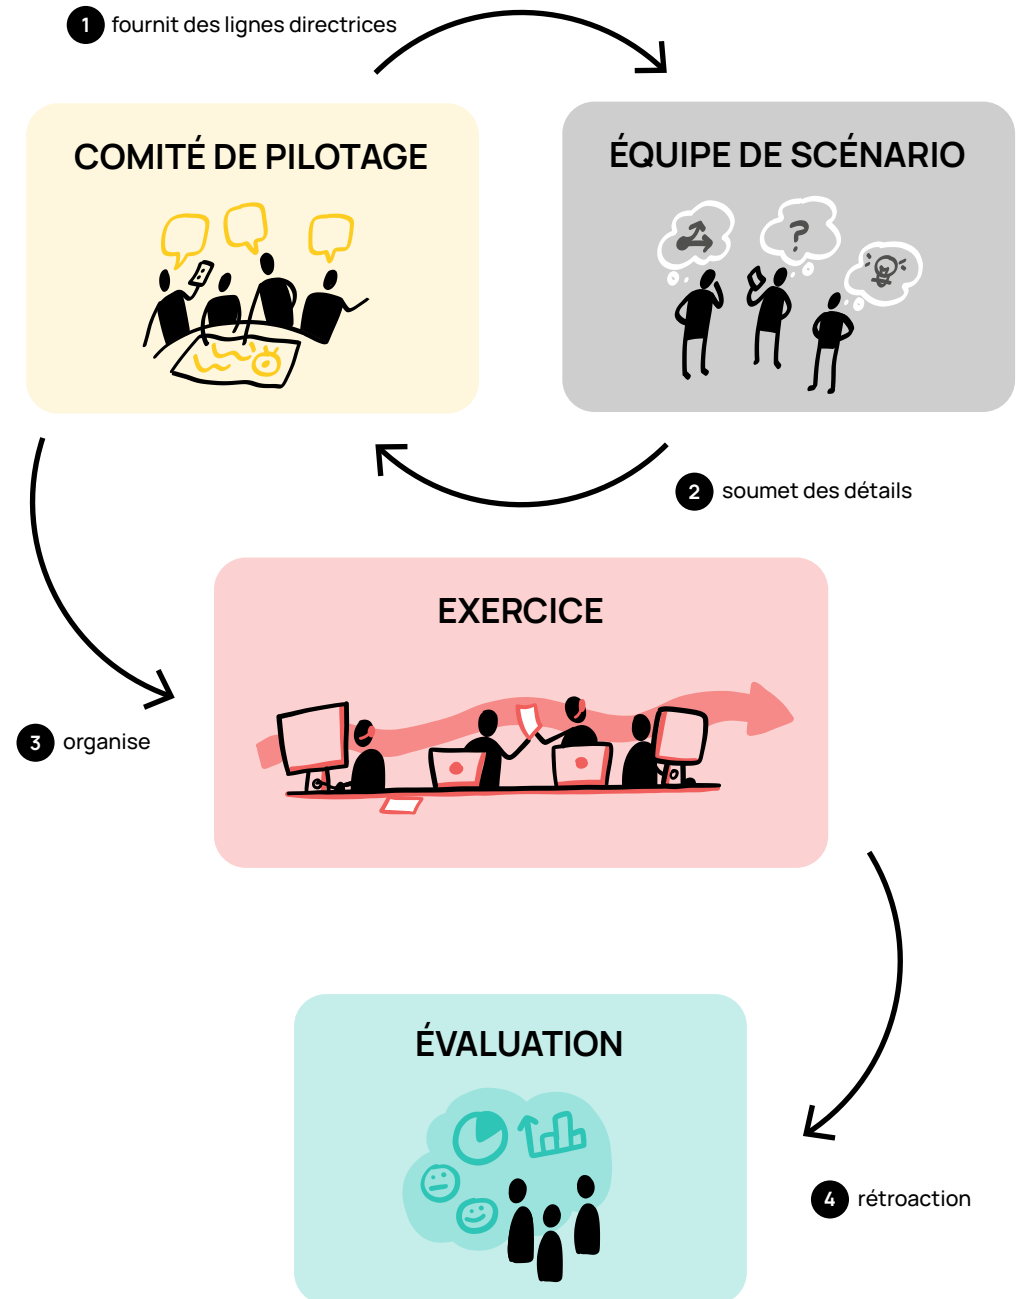 1 fournit des lignes directrices
COMITÉ DE PILOTAGE
ÉQUIPE DE SCÉNARIO
?
2 soumet des détails
EXERCICE
3 organise
ÉVALUATION
4 rétroaction